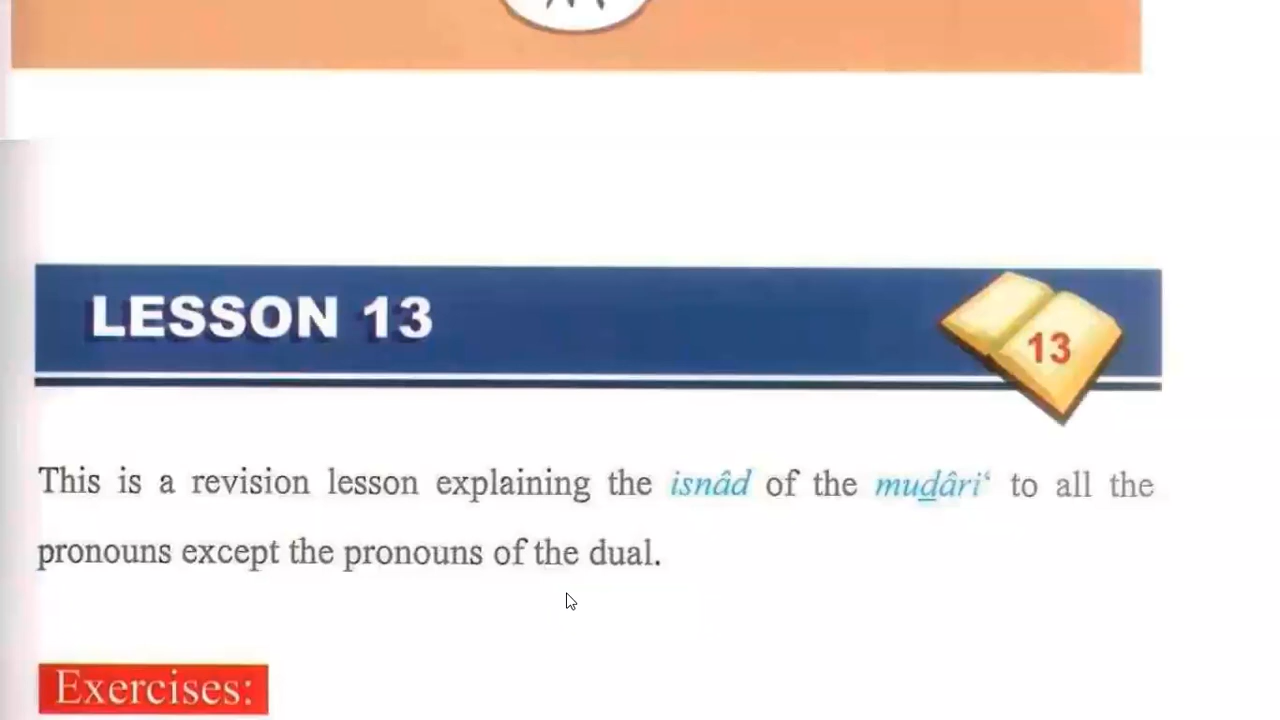 LESSON 13
13
This is a revision lesson explaining the isnâd of the muḏâri‘ to all the
pronouns except the pronouns of the dual.
Exercises: